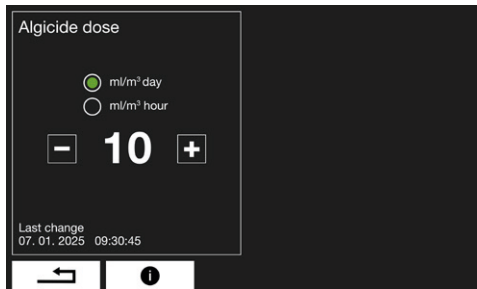 Algicide dose
ml/m³ day
ml/m³ hour
10
Last change
07. 01. 2025 09:30:45